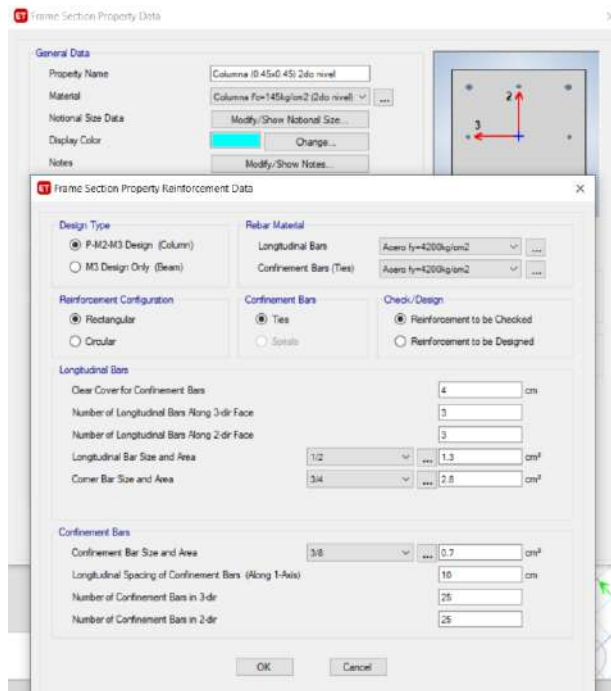 ET Frame Section Property Data
General Data
Property Name Columna (0.45x0.45) 2do nivel
Material Columna Fc=145kg/cm2 (2do nivel) ...
Notional Size Data Modify/Show Notional Size...
Display Color Change...
Notes Modify/Show Notes...
2
3
ET Frame Section Property Reinforcement Data
Design Type
P-M2-M3 Design (Column)
M3 Design Only (Beam)
Rebar Material
Longitudinal Bars Acero fy=4200kg/cm2 ...
Confinement Bars (Ties) Acero fy=4200kg/cm2 ...
Reinforcement Configuration
Rectangular
Circular
Confinement Bars
Ties
Spirals
Check/Design
Reinforcement to be Checked
Reinforcement to be Designed
Longitudinal Bars
Clear Cover for Confinement Bars 4 cm
Number of Longitudinal Bars Along 3-dir Face 3
Number of Longitudinal Bars Along 2-dir Face 3
Longitudinal Bar Size and Area 1/2 ... 1.3 cm²
Corner Bar Size and Area 3/4 ... 2.8 cm²
Confinement Bars
Confinement Bar Size and Area 3/8 ... 0.7 cm²
Longitudinal Spacing of Confinement Bars (Along 1-Axis) 10 cm
Number of Confinement Bars in 3-dir 25
Number of Confinement Bars in 2-dir 25
OK Cancel